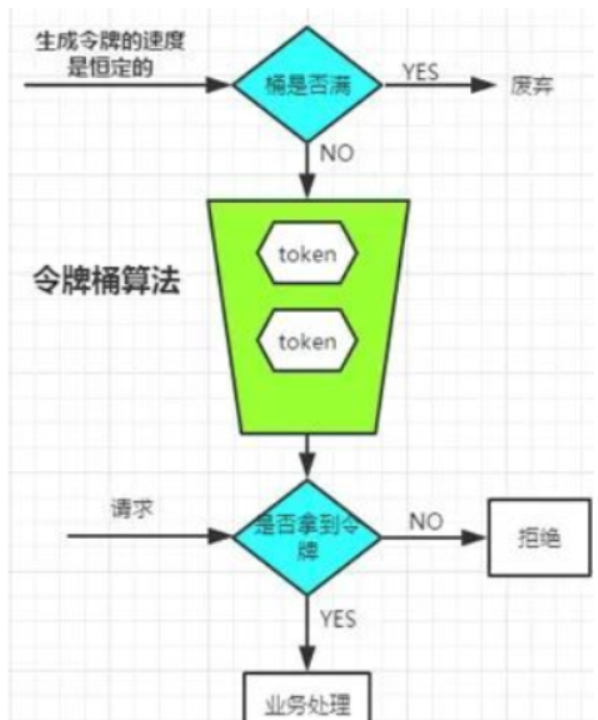 生成令牌的速度
是恒定的
桶是否满
YES
废弃
NO
token
令牌桶算法
token
请求
是否拿到令
牌
NO
拒绝
YES
业务处理